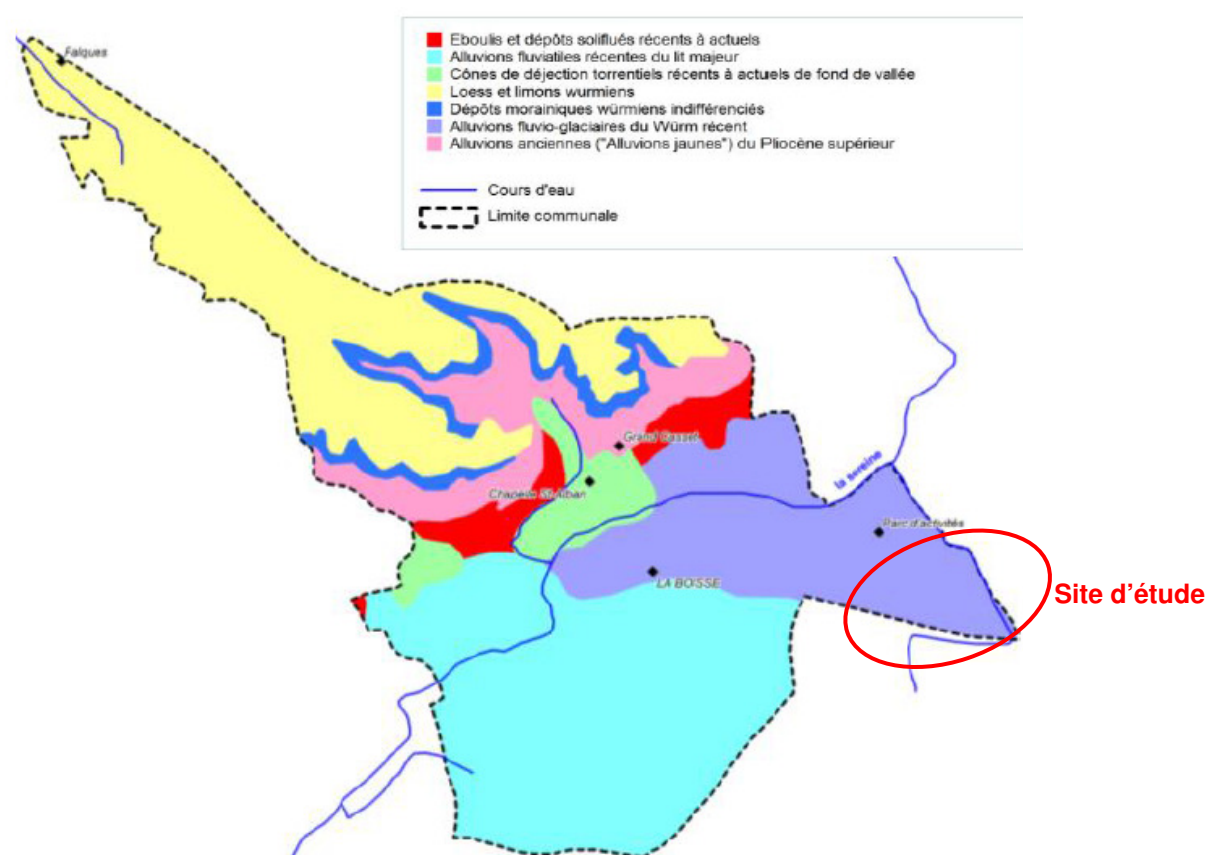 Eboulis et dépôts soliflués récents à actuels
Alluvions fluviatiles récentes du lit majeur
Cônes de déjection torrentiels récents à actuels de fond de vallée
Loess et limons wurmiens
Dépôts morainiques würmiens indifférenciés
Alluvions fluvio-glaciaires du Würm récent
Alluvions anciennes ("Alluvions jaunes") du Pliocène supérieur
Cours d'eau
Limite communale
Falques
Grand Casset
la sereine
Chapelle St Alban
Parc d'activités
LA BOISSE
Site d'étude